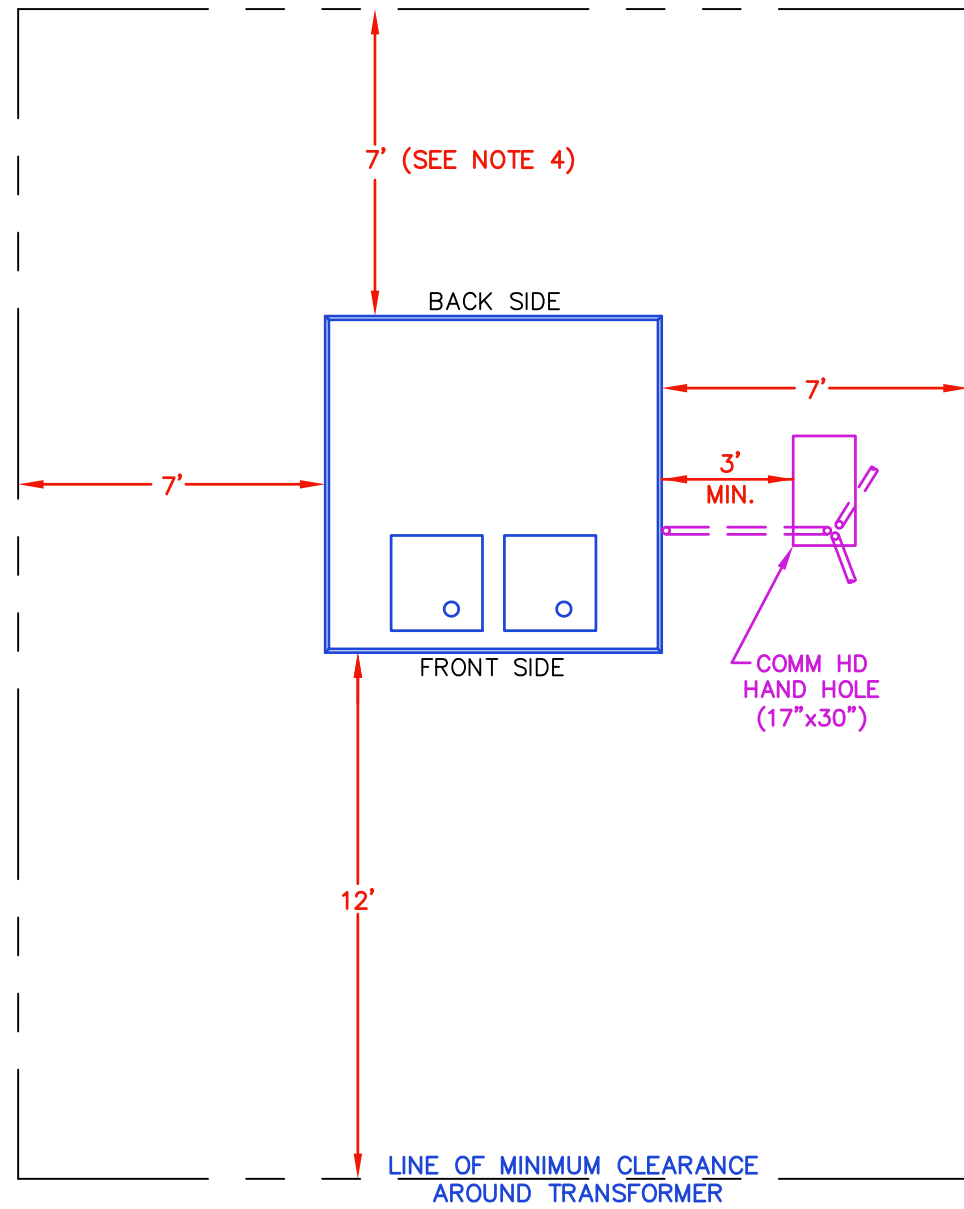 7' (SEE NOTE 4)
BACK SIDE
7'
3'
MIN.
7'
FRONT SIDE
COMM HD
HAND HOLE
(17"x30")
12'
LINE OF MINIMUM CLEARANCE
AROUND TRANSFORMER